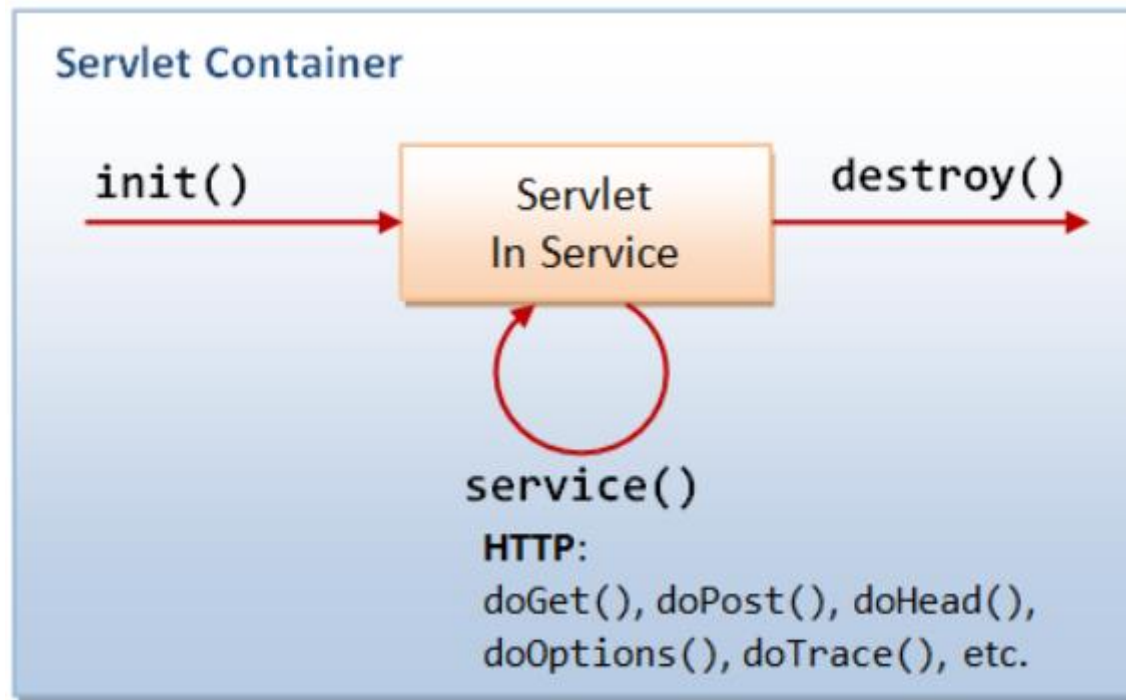 Servlet Container
init()
Servlet
In Service
destroy()
service()
HTTP:
doGet(), doPost(), doHead(),
doOptions(), doTrace(), etc.